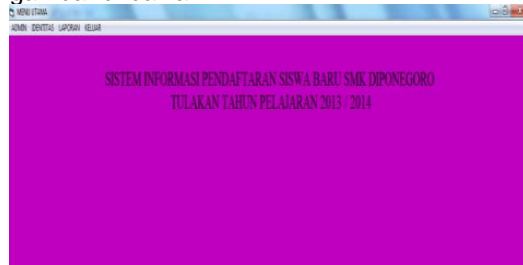 MENU UTAMA
ADMIN IDENTITAS LAPORAN KELUAR
SISTEM INFORMASI PENDAFTARAN SISWA BARU SMK DIPONEGORO
TULAKAN TAHUN PELAJARAN 2013 / 2014